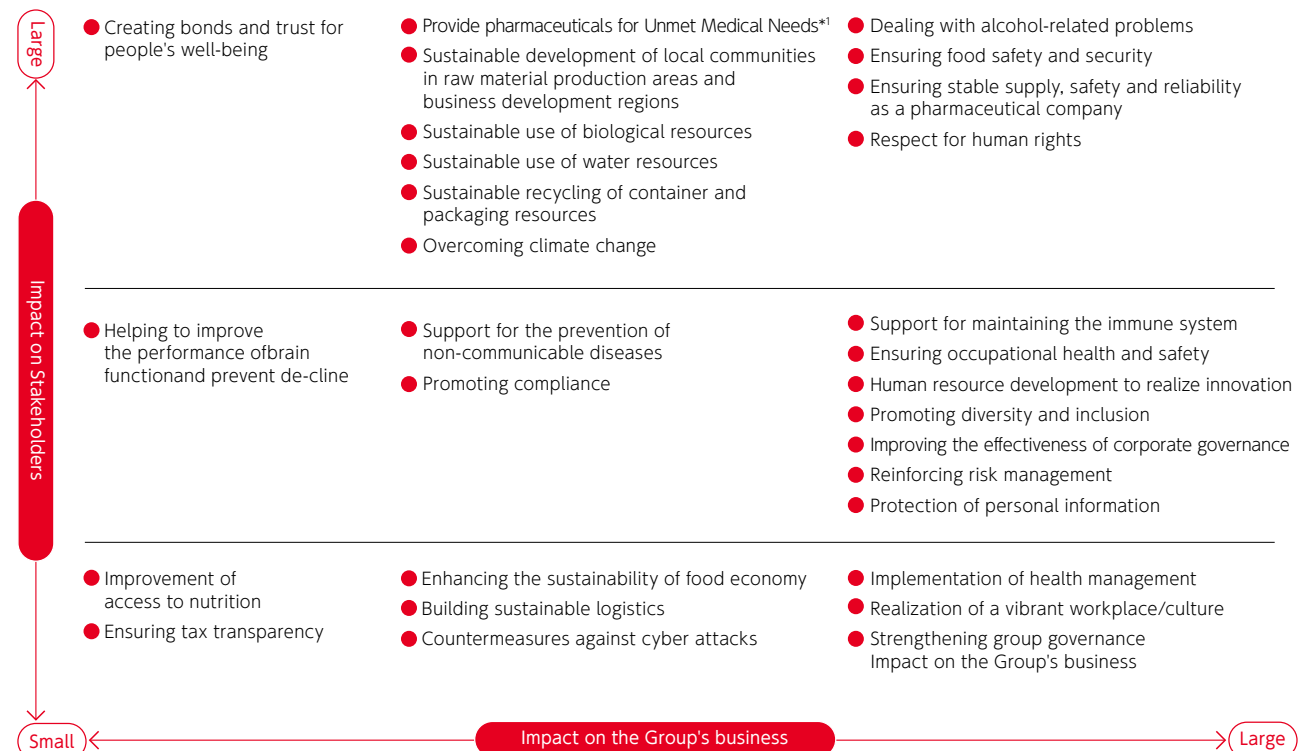 Large
Creating bonds and trust for
people's well-being
Provide pharmaceuticals for Unmet Medical Needs*1
Sustainable development of local communities
in raw material production areas and
business development regions
Sustainable use of biological resources
Sustainable use of water resources
Sustainable recycling of container and
packaging resources
Overcoming climate change
Dealing with alcohol-related problems
Ensuring food safety and security
Ensuring stable supply, safety and reliability
as a pharmaceutical company
Respect for human rights
Impact on Stakeholders
Helping to improve
the performance ofbrain
functionand prevent de-cline
Support for the prevention of
non-communicable diseases
Promoting compliance
Support for maintaining the immune system
Ensuring occupational health and safety
Human resource development to realize innovation
Promoting diversity and inclusion
Improving the effectiveness of corporate governance
Reinforcing risk management
Protection of personal information
Improvement of
access to nutrition
Ensuring tax transparency
Enhancing the sustainability of food economy
Building sustainable logistics
Countermeasures against cyber attacks
Implementation of health management
Realization of a vibrant workplace/culture
Strengthening group governance
Impact on the Group's business
Small
Impact on the Group's business
Large